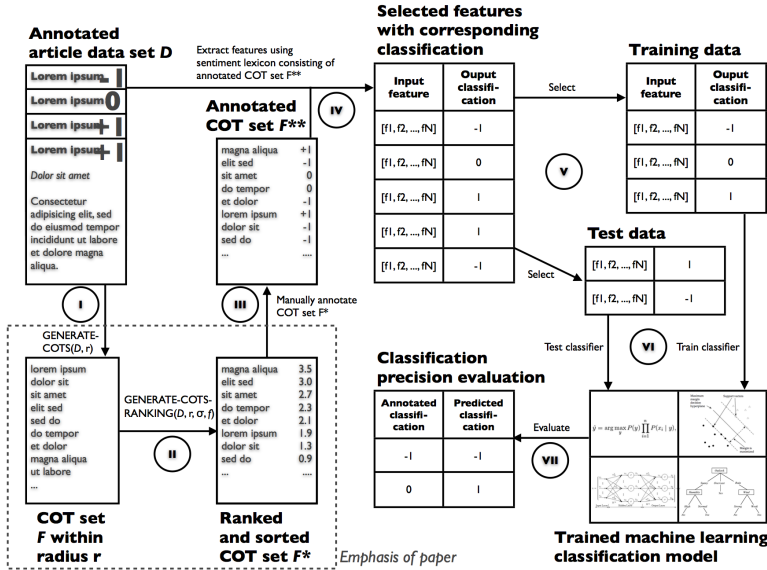 Annotated
article data set D
Lorem ipsum -1
Lorem ipsum 0
Lorem ipsum +1
Lorem ipsum +1
Dolor sit amet
Consectetur
adipisicing elit, sed
do eiusmod tempor
incididunt ut labore
et dolore magna
aliqua.
Extract features using
sentiment lexicon consisting of
annotated COT set F**
IV
Annotated
COT set F**
magna aliqua +1
elit sed -1
sit amet 0
do tempor 0
et dolor -1
lorem ipsum +1
dolor sit -1
sed do -1
... ....
Selected features
with corresponding
classification
Input
feature
Ouput
classifi-
cation
[f1, f2, ..., fN] -1
[f1, f2, ..., fN] 0
[f1, f2, ..., fN] 1
[f1, f2, ..., fN] 1
[f1, f2, ..., fN] -1
Select
V
Select
Training data
Input
feature
Ouput
classifi-
cation
[f1, f2, ..., fN] -1
[f1, f2, ..., fN] 0
[f1, f2, ..., fN] 1
Test data
[f1, f2, ..., fN] 1
[f1, f2, ..., fN] -1
Test classifier
VI
Train classifier
I
GENERATE-
COTS(D, r)
III
Manually annotate
COT set F*
lorem ipsum
dolor sit
sit amet
elit sed
sed do
do tempor
et dolor
magna aliqua
ut labore
...
GENERATE-COTS-
RANKING(D, r, σ, f)
II
magna aliqua 3.5
elit sed 3.0
sit amet 2.7
do tempor 2.3
et dolor 2.1
lorem ipsum 1.9
dolor sit 1.3
sed do 0.9
... ....
COT set
F within
radius r
Ranked
and sorted
COT set F*
Emphasis of paper
Classification
precision evaluation
Annotated
classifi-
cation
Predicted
classifi-
cation
-1 -1
0 1
Evaluate
VII
ŷ = arg max P(y) ∏ P(xᵢ | y),
Trained machine learning
classification model